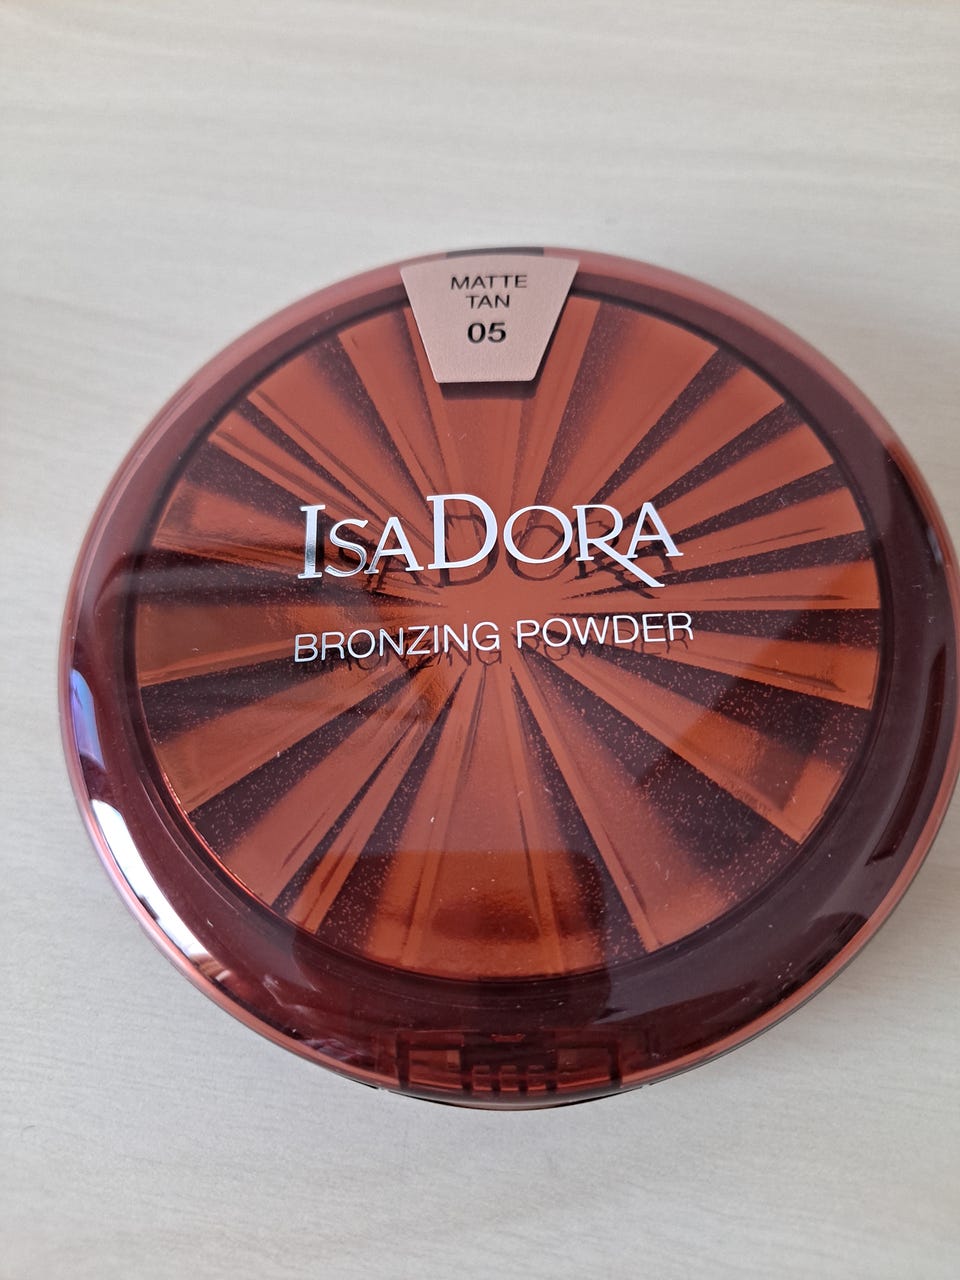 MATTE
TAN
05
ISADORA
BRONZING POWDER